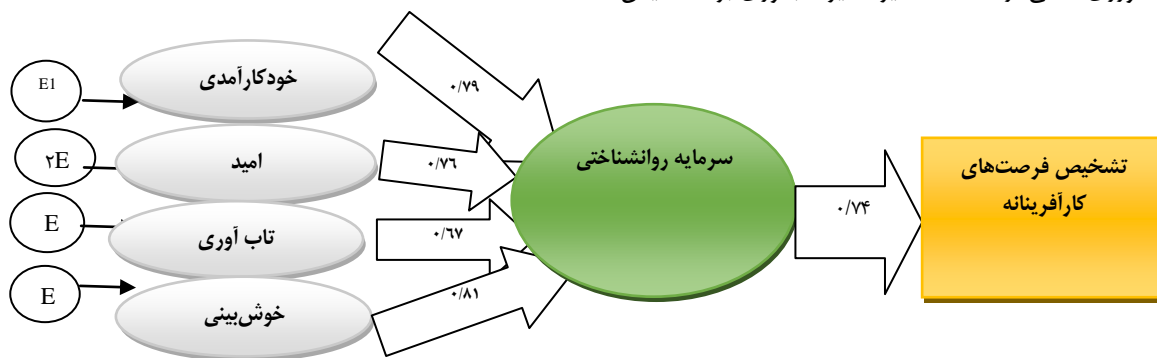 E1
خودکارآمدی
۰/۷۹
۲E
امید
۰/۷۶
سرمایه روانشناختی
۰/۷۴
تشخیص فرصت‌های
کارآفرینانه
E
تاب آوری
۰/۶۷
E
خوش‌بینی
۰/۸۱